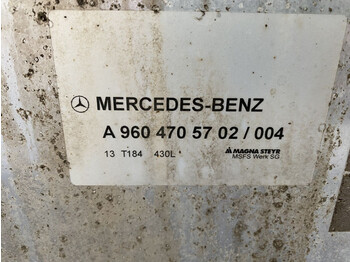 MERCEDES-BENZ
A 960 470 57 02 / 004
13 T184 430L
MAGNA STEYR
MSFS Werk SG